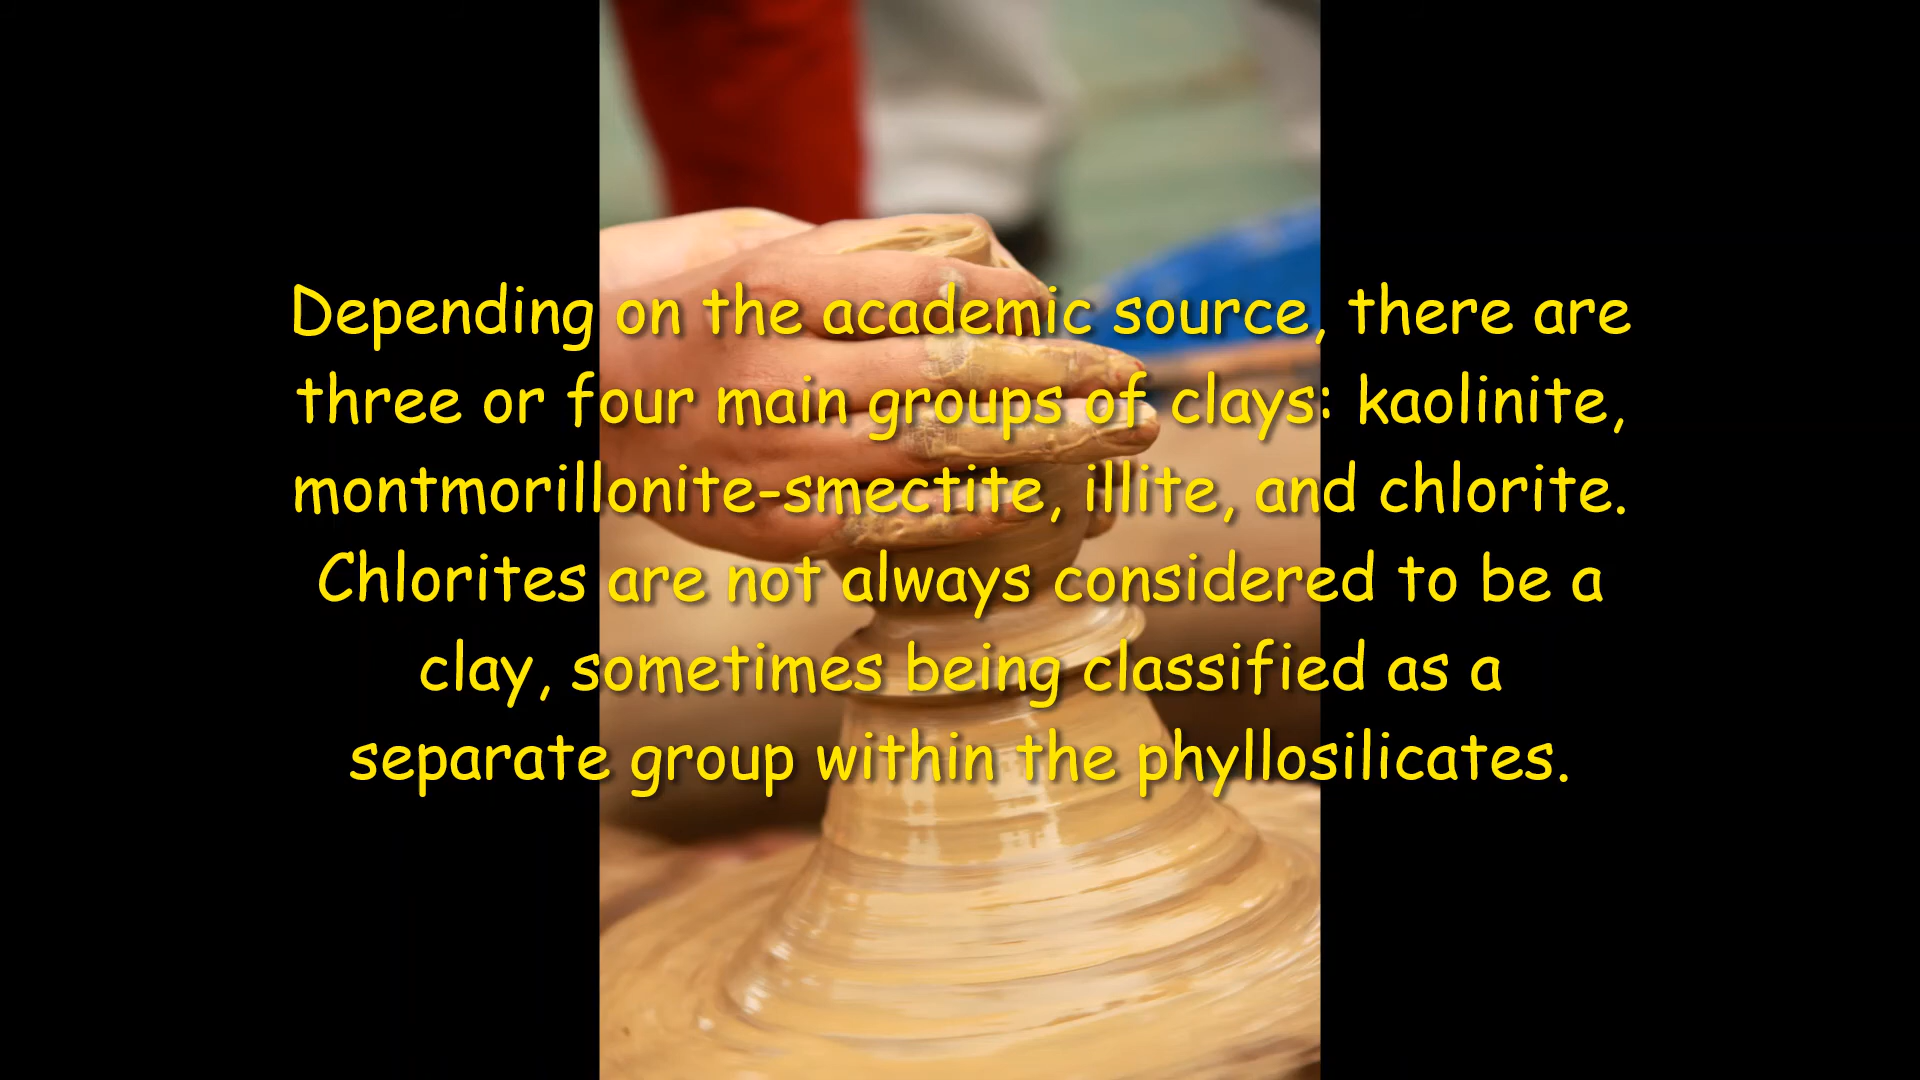 Depending on the academic source, there are
three or four main groups of clays: kaolinite,
montmorillonite-smectite, illite, and chlorite.
Chlorites are not always considered to be a
clay, sometimes being classified as a
separate group within the phyllosilicates.